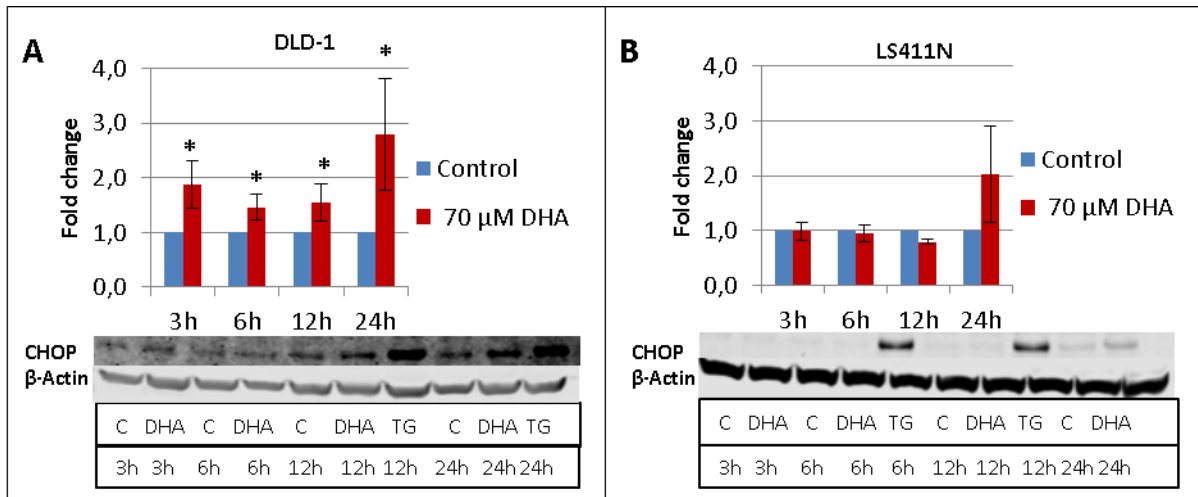 A
DLD-1
*
4,0
3,0
2,0
1,0
0,0
Fold change
*
*
*
Control
70 µM DHA
3h 6h 12h 24h
CHOP
β-Actin
C DHA C DHA C DHA TG C DHA TG
3h 3h 6h 6h 12h 12h 12h 24h 24h 24h
B
LS411N
4,0
3,0
2,0
1,0
0,0
Fold change
Control
70 µM DHA
3h 6h 12h 24h
CHOP
β-Actin
C DHA C DHA TG C DHA TG C DHA
3h 3h 6h 6h 6h 12h 12h 12h 24h 24h